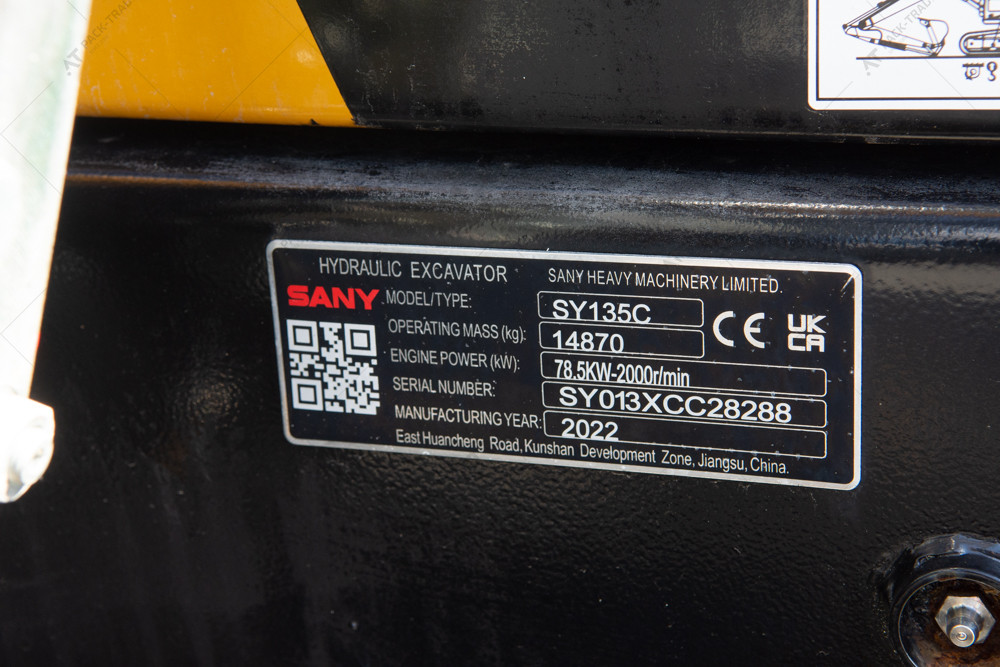 HYDRAULIC EXCAVATOR SANY HEAVY MACHINERY LIMITED.
SANY MODEL/TYPE: SY135C
OPERATING MASS (kg): 14870
ENGINE POWER (kW): 78.5KW-2000r/min
SERIAL NUMBER: SY013XCC28288
MANUFACTURING YEAR: 2022
East Huancheng Road, Kunshan Development Zone, Jiangsu, China.
CE UK
CA